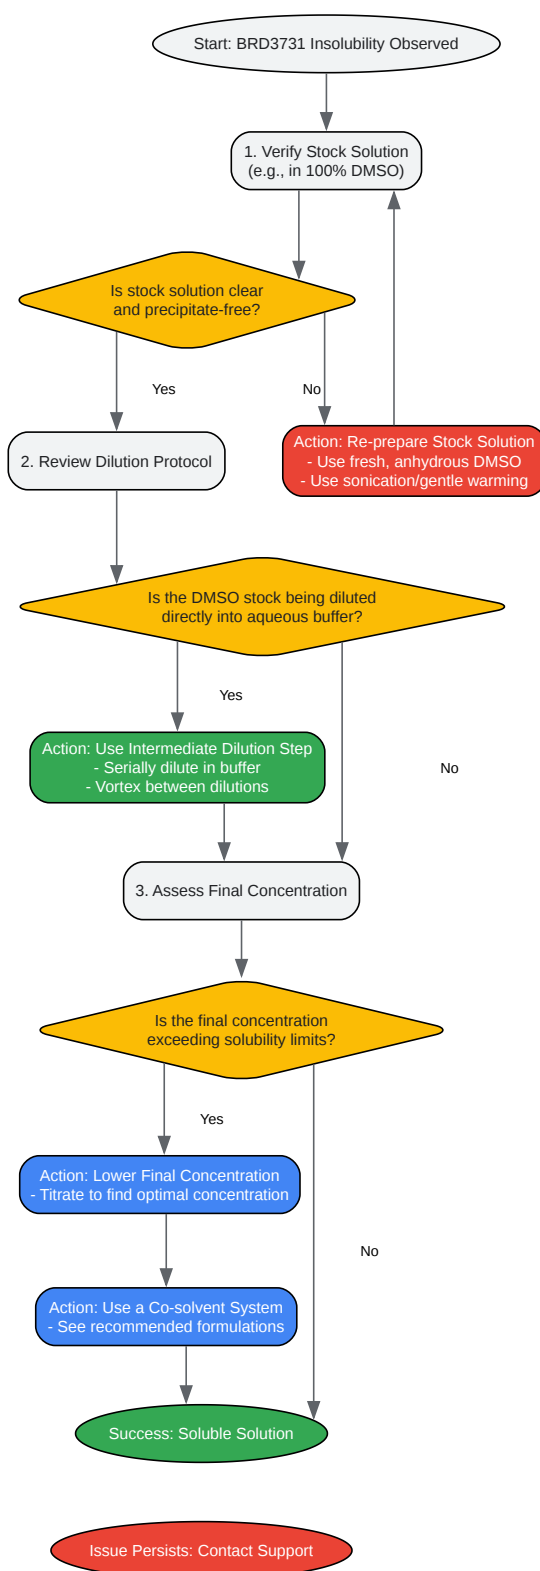 Start: BRD3731 Insolubility Observed
1. Verify Stock Solution
(e.g., in 100% DMSO)
Is stock solution clear
and precipitate-free?
Yes
No
2. Review Dilution Protocol
Action: Re-prepare Stock Solution
- Use fresh, anhydrous DMSO
- Use sonication/gentle warming
Is the DMSO stock being diluted
directly into aqueous buffer?
Yes
Action: Use Intermediate Dilution Step
- Serially dilute in buffer
- Vortex between dilutions
No
3. Assess Final Concentration
Is the final concentration
exceeding solubility limits?
Yes
Action: Lower Final Concentration
- Titrate to find optimal concentration
No
Action: Use a Co-solvent System
- See recommended formulations
Success: Soluble Solution
Issue Persists: Contact Support